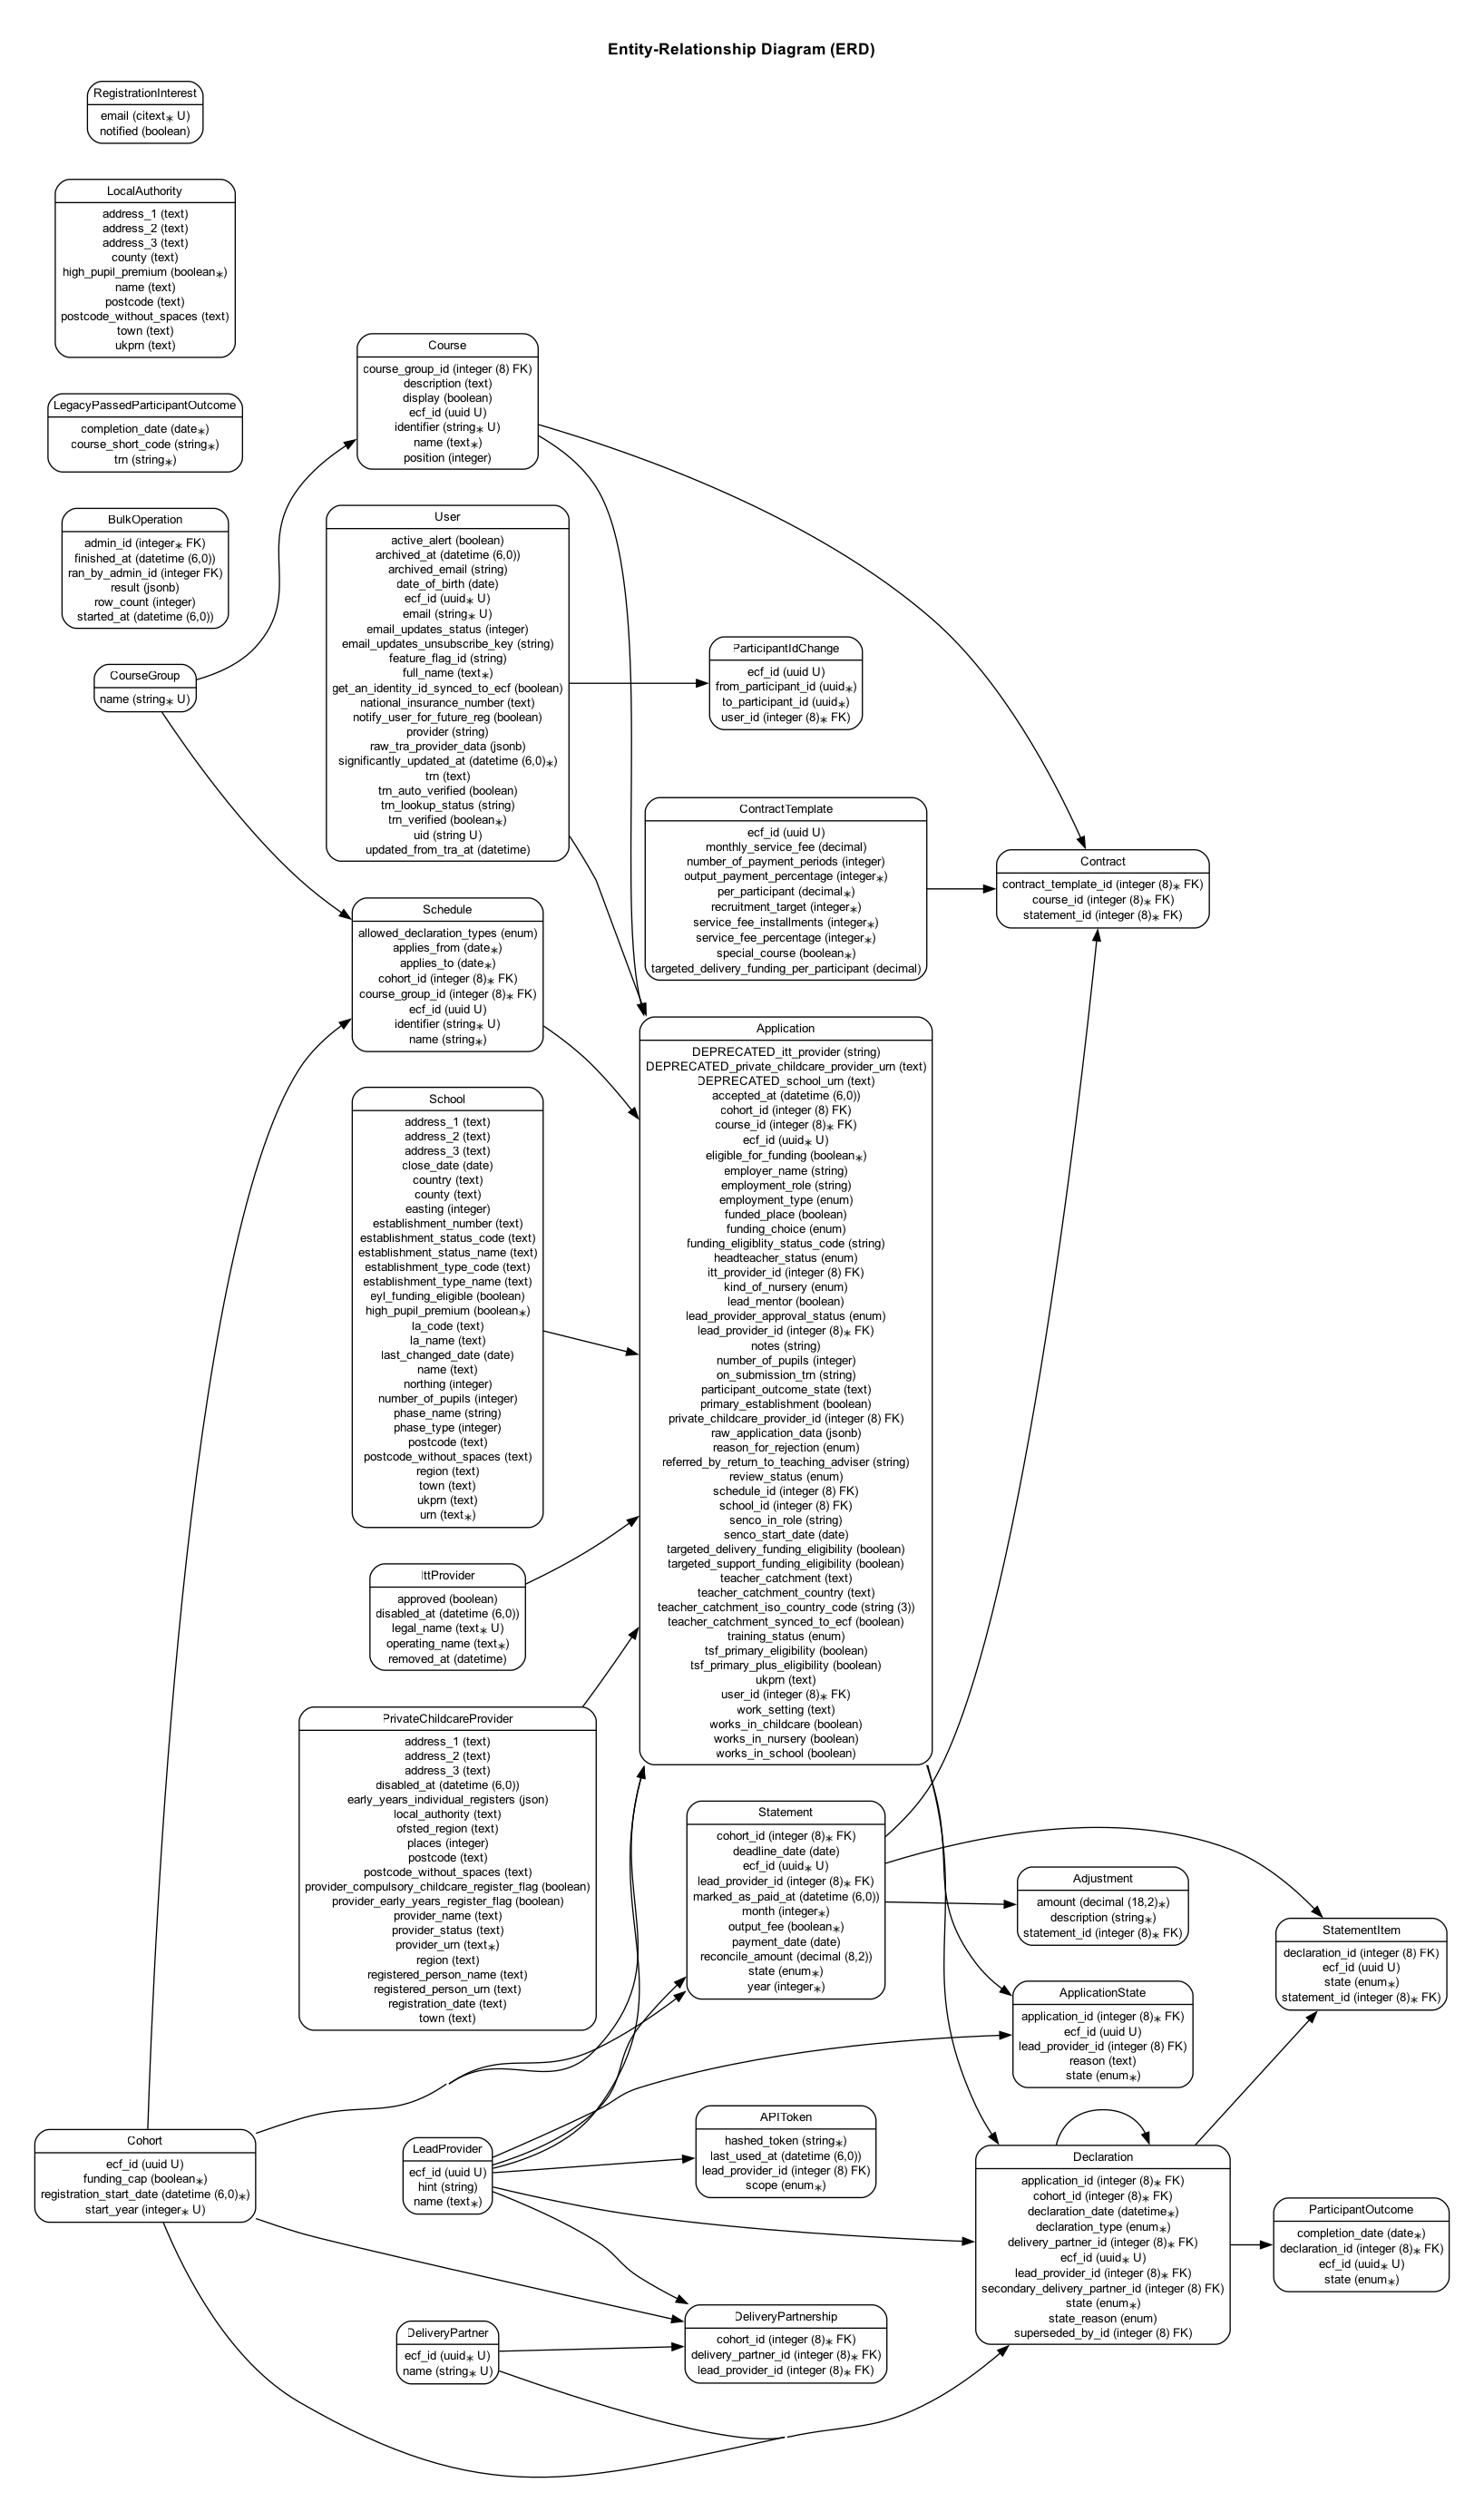 Entity-Relationship Diagram (ERD)
RegistrationInterest
email (citext∗ U)
notified (boolean)
LocalAuthority
address_1 (text)
address_2 (text)
address_3 (text)
county (text)
high_pupil_premium (boolean∗)
name (text)
postcode (text)
postcode_without_spaces (text)
town (text)
ukprn (text)
LegacyPassedParticipantOutcome
completion_date (date∗)
course_short_code (string∗)
trn (string∗)
BulkOperation
admin_id (integer∗ FK)
finished_at (datetime (6,0))
ran_by_admin_id (integer FK)
result (jsonb)
row_count (integer)
started_at (datetime (6,0))
CourseGroup
name (string∗ U)
Course
course_group_id (integer (8) FK)
description (text)
display (boolean)
ecf_id (uuid U)
identifier (string∗ U)
name (text∗)
position (integer)
User
active_alert (boolean)
archived_at (datetime (6,0))
archived_email (string)
date_of_birth (date)
ecf_id (uuid∗ U)
email (string∗ U)
email_updates_status (integer)
email_updates_unsubscribe_key (string)
feature_flag_id (string)
full_name (text∗)
get_an_identity_id_synced_to_ecf (boolean)
national_insurance_number (text)
notify_user_for_future_reg (boolean)
provider (string)
raw_tra_provider_data (jsonb)
significantly_updated_at (datetime (6,0)∗)
trn (text)
trn_auto_verified (boolean)
trn_lookup_status (string)
trn_verified (boolean∗)
uid (string U)
updated_from_tra_at (datetime)
ParticipantIdChange
ecf_id (uuid U)
from_participant_id (uuid∗)
to_participant_id (uuid∗)
user_id (integer (8)∗ FK)
ContractTemplate
ecf_id (uuid U)
monthly_service_fee (decimal)
number_of_payment_periods (integer)
output_payment_percentage (integer∗)
per_participant (decimal∗)
recruitment_target (integer∗)
service_fee_installments (integer∗)
service_fee_percentage (integer∗)
special_course (boolean∗)
targeted_delivery_funding_per_participant (decimal)
Contract
contract_template_id (integer (8)∗ FK)
course_id (integer (8)∗ FK)
statement_id (integer (8)∗ FK)
Schedule
allowed_declaration_types (enum)
applies_from (date∗)
applies_to (date∗)
cohort_id (integer (8)∗ FK)
course_group_id (integer (8)∗ FK)
ecf_id (uuid U)
identifier (string∗ U)
name (string∗)
School
address_1 (text)
address_2 (text)
address_3 (text)
close_date (date)
country (text)
county (text)
easting (integer)
establishment_number (text)
establishment_status_code (text)
establishment_status_name (text)
establishment_type_code (text)
establishment_type_name (text)
eyl_funding_eligible (boolean)
high_pupil_premium (boolean∗)
la_code (text)
la_name (text)
last_changed_date (date)
name (text)
northing (integer)
number_of_pupils (integer)
phase_name (string)
phase_type (integer)
postcode (text)
postcode_without_spaces (text)
region (text)
town (text)
ukprn (text)
urn (text∗)
Application
DEPRECATED_itt_provider (string)
DEPRECATED_private_childcare_provider_urn (text)
DEPRECATED_school_urn (text)
accepted_at (datetime (6,0))
cohort_id (integer (8) FK)
course_id (integer (8)∗ FK)
ecf_id (uuid∗ U)
eligible_for_funding (boolean∗)
employer_name (string)
employment_role (string)
employment_type (enum)
funded_place (boolean)
funding_choice (enum)
funding_eligiblity_status_code (string)
headteacher_status (enum)
itt_provider_id (integer (8) FK)
kind_of_nursery (enum)
lead_mentor (boolean)
lead_provider_approval_status (enum)
lead_provider_id (integer (8)∗ FK)
notes (string)
number_of_pupils (integer)
on_submission_trn (string)
participant_outcome_state (text)
primary_establishment (boolean)
private_childcare_provider_id (integer (8) FK)
raw_application_data (jsonb)
reason_for_rejection (enum)
referred_by_return_to_teaching_adviser (string)
review_status (enum)
schedule_id (integer (8) FK)
school_id (integer (8) FK)
senco_in_role (string)
senco_start_date (date)
targeted_delivery_funding_eligibility (boolean)
targeted_support_funding_eligibility (boolean)
teacher_catchment (text)
teacher_catchment_country (text)
teacher_catchment_iso_country_code (string (3))
teacher_catchment_synced_to_ecf (boolean)
training_status (enum)
tsf_primary_eligibility (boolean)
tsf_primary_plus_eligibility (boolean)
ukprn (text)
user_id (integer (8)∗ FK)
work_setting (text)
works_in_childcare (boolean)
works_in_nursery (boolean)
works_in_school (boolean)
IttProvider
approved (boolean)
disabled_at (datetime (6,0))
legal_name (text∗ U)
operating_name (text∗)
removed_at (datetime)
PrivateChildcareProvider
address_1 (text)
address_2 (text)
address_3 (text)
disabled_at (datetime (6,0))
early_years_individual_registers (json)
local_authority (text)
ofsted_region (text)
places (integer)
postcode (text)
postcode_without_spaces (text)
provider_compulsory_childcare_register_flag (boolean)
provider_early_years_register_flag (boolean)
provider_name (text)
provider_status (text)
provider_urn (text∗)
region (text)
registered_person_name (text)
registered_person_urn (text)
registration_date (text)
town (text)
Statement
cohort_id (integer (8)∗ FK)
deadline_date (date)
ecf_id (uuid∗ U)
lead_provider_id (integer (8)∗ FK)
marked_as_paid_at (datetime (6,0))
month (integer∗)
output_fee (boolean∗)
payment_date (date)
reconcile_amount (decimal (8,2))
state (enum∗)
year (integer∗)
Adjustment
amount (decimal (18,2)∗)
description (string∗)
statement_id (integer (8)∗ FK)
StatementItem
declaration_id (integer (8) FK)
ecf_id (uuid U)
state (enum∗)
statement_id (integer (8)∗ FK)
ApplicationState
application_id (integer (8)∗ FK)
ecf_id (uuid U)
lead_provider_id (integer (8) FK)
reason (text)
state (enum∗)
Cohort
ecf_id (uuid U)
funding_cap (boolean∗)
registration_start_date (datetime (6,0)∗)
start_year (integer∗ U)
LeadProvider
ecf_id (uuid U)
hint (string)
name (text∗)
APIToken
hashed_token (string∗)
last_used_at (datetime (6,0))
lead_provider_id (integer (8) FK)
scope (enum∗)
Declaration
application_id (integer (8)∗ FK)
cohort_id (integer (8)∗ FK)
declaration_date (datetime∗)
declaration_type (enum∗)
delivery_partner_id (integer (8)∗ FK)
ecf_id (uuid∗ U)
lead_provider_id (integer (8)∗ FK)
secondary_delivery_partner_id (integer (8) FK)
state (enum∗)
state_reason (enum)
superseded_by_id (integer (8) FK)
ParticipantOutcome
completion_date (date∗)
declaration_id (integer (8)∗ FK)
ecf_id (uuid∗ U)
state (enum∗)
DeliveryPartner
ecf_id (uuid∗ U)
name (string∗ U)
DeliveryPartnership
cohort_id (integer (8)∗ FK)
delivery_partner_id (integer (8)∗ FK)
lead_provider_id (integer (8)∗ FK)